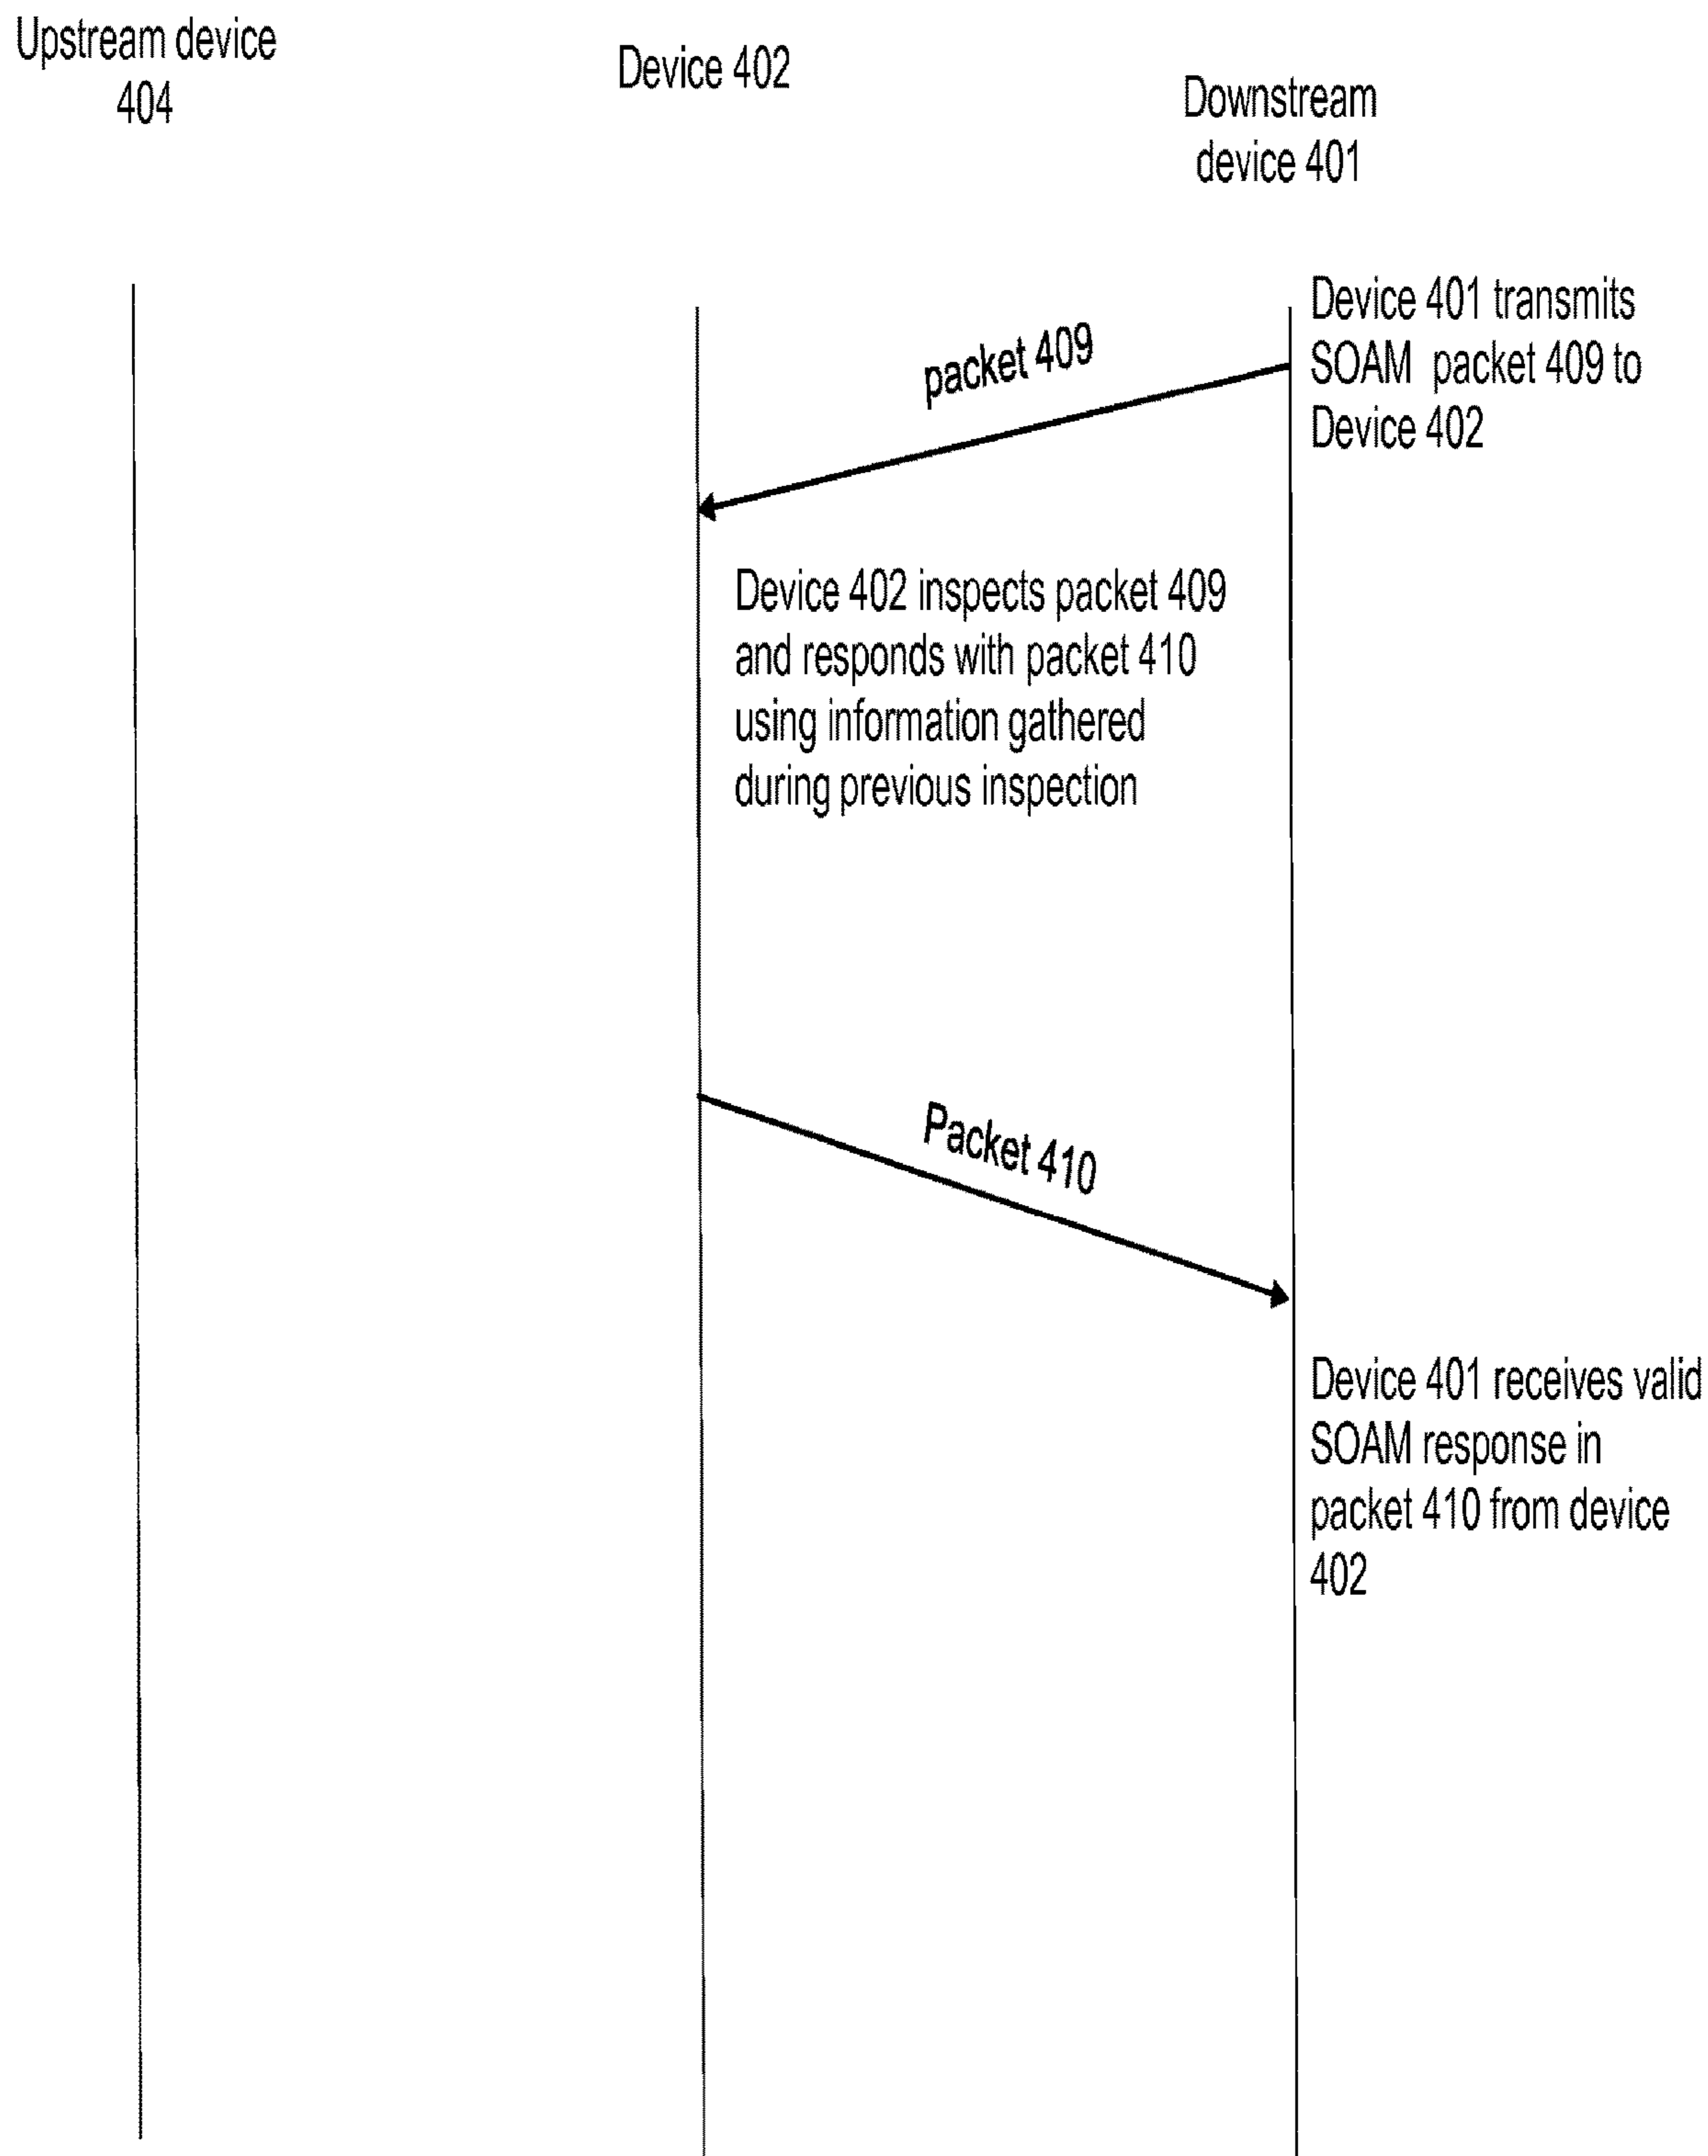 Upstream device
404
Device 402
Downstream
device 401
Device 401 transmits
SOAM packet 409 to
Device 402
packet 409
Device 402 inspects packet 409
and responds with packet 410
using information gathered
during previous inspection
Packet 410
Device 401 receives valid
SOAM response in
packet 410 from device
402